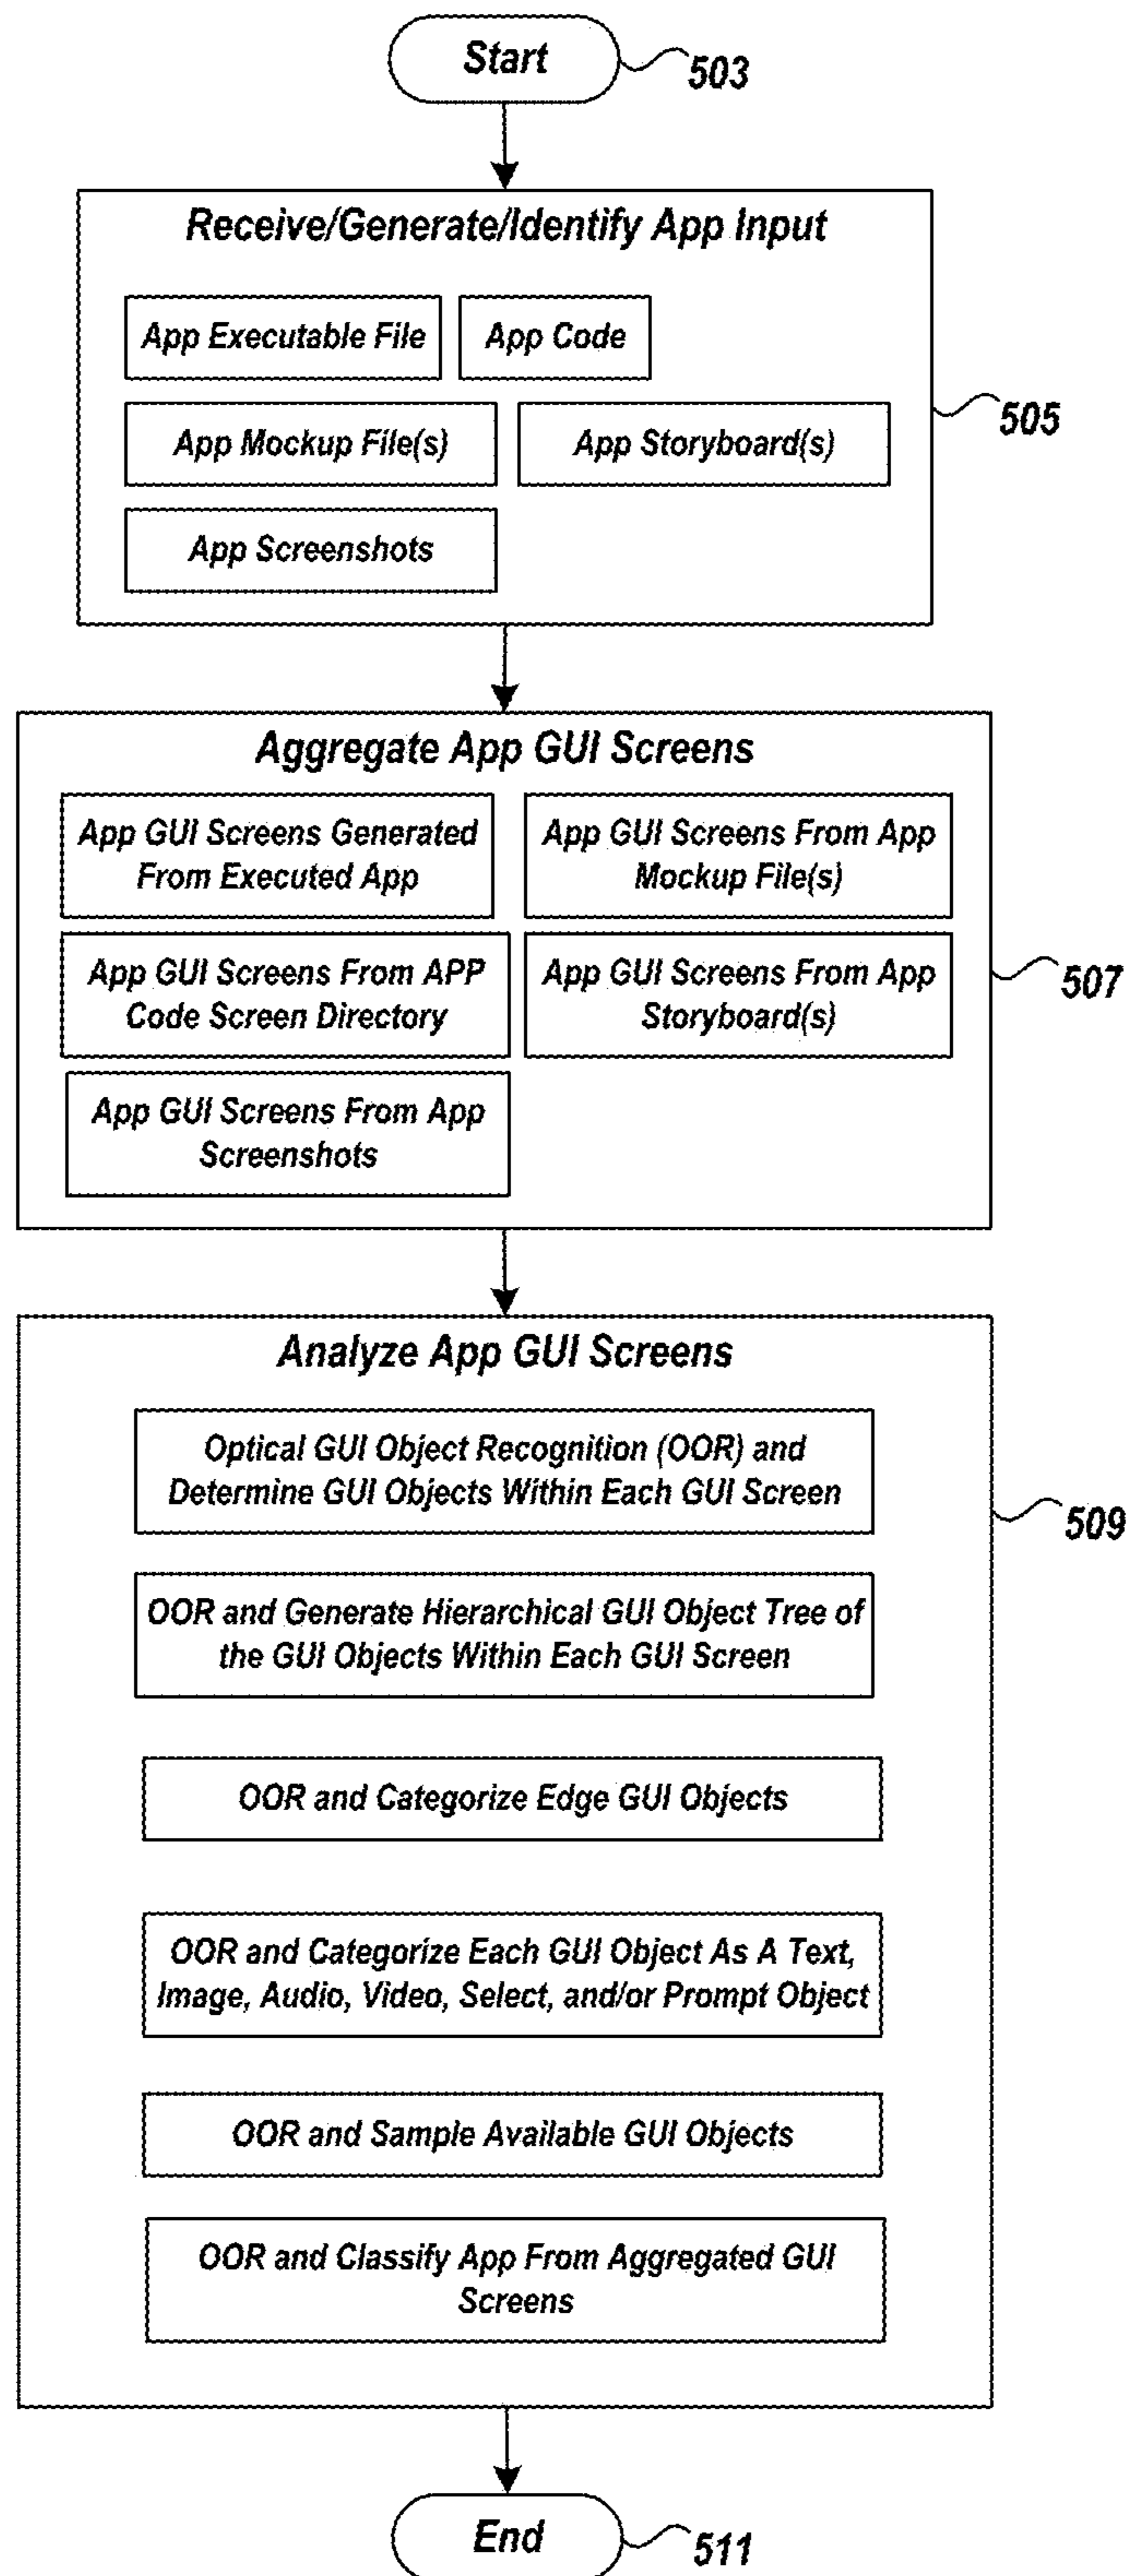 Start
503
Receive/Generate/Identify App Input
App Executable File
App Code
App Mockup File(s)
App Storyboard(s)
505
App Screenshots
Aggregate App GUI Screens
App GUI Screens Generated
From Executed App
App GUI Screens From App
Mockup File(s)
App GUI Screens From APP
Code Screen Directory
App GUI Screens From App
Storyboard(s)
507
App GUI Screens From App
Screenshots
Analyze App GUI Screens
Optical GUI Object Recognition (OOR) and
Determine GUI Objects Within Each GUI Screen
509
OOR and Generate Hierarchical GUI Object Tree of
the GUI Objects Within Each GUI Screen
OOR and Categorize Edge GUI Objects
OOR and Categorize Each GUI Object As A Text,
Image, Audio, Video, Select, and/or Prompt Object
OOR and Sample Available GUI Objects
OOR and Classify App From Aggregated GUI
Screens
End
511